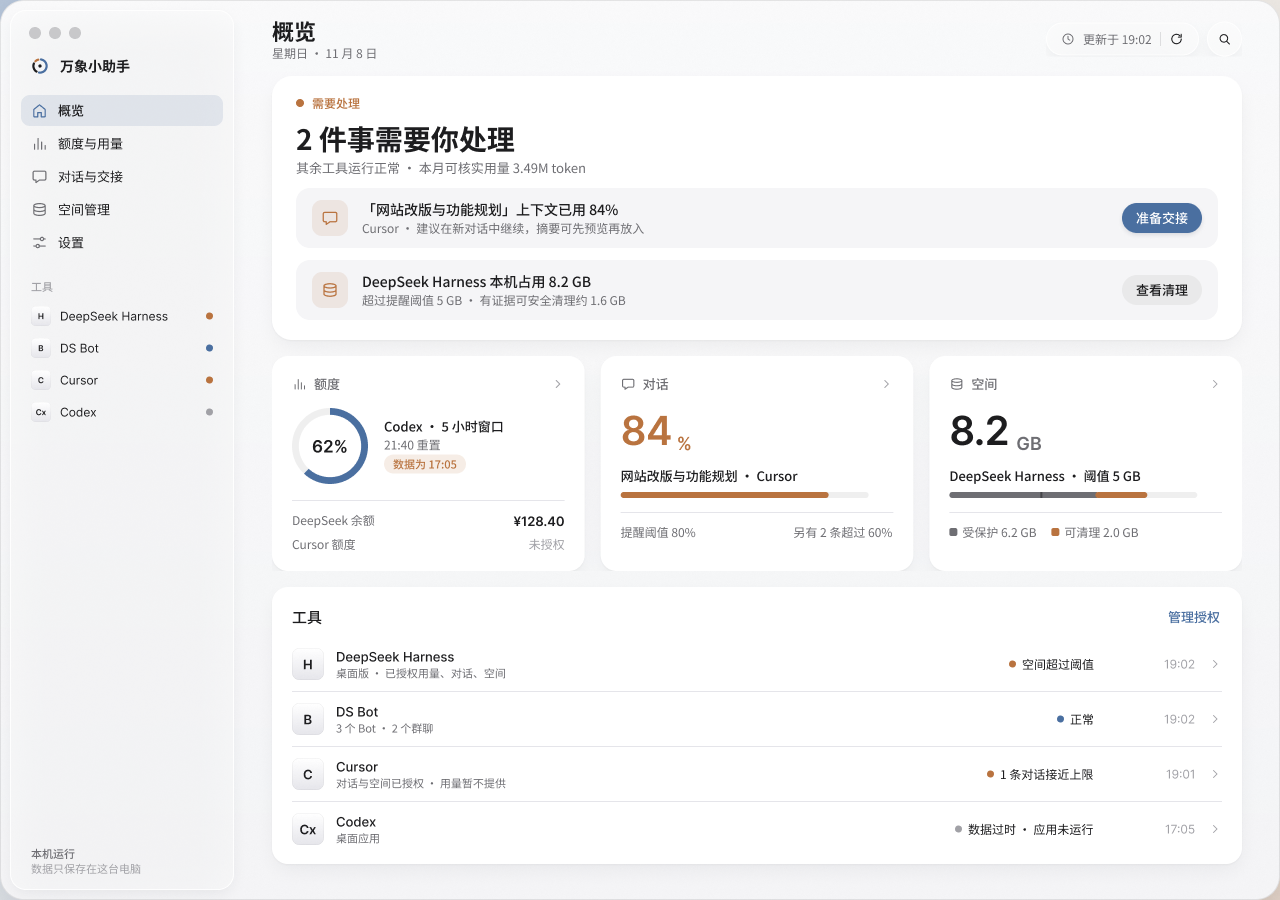 万象小助手
概览
额度与用量
对话与交接
空间管理
设置
工具
H DeepSeek Harness
B DS Bot
C Cursor
Cx Codex
本机运行
数据只保存在这台电脑
概览
星期日 · 11 月 8 日
更新于 19:02
需要处理
2 件事需要你处理
其余工具运行正常 · 本月可核实用量 3.49M token
「网站改版与功能规划」上下文已用 84%
Cursor · 建议在新对话中继续，摘要可先预览再放入
准备交接
DeepSeek Harness 本机占用 8.2 GB
超过提醒阈值 5 GB · 有证据可安全清理约 1.6 GB
查看清理
额度
62%
Codex · 5 小时窗口
21:40 重置
数据为 17:05
DeepSeek 余额 ¥128.40
Cursor 额度 未授权
对话
84 %
网站改版与功能规划 · Cursor
提醒阈值 80% 另有 2 条超过 60%
空间
8.2 GB
DeepSeek Harness · 阈值 5 GB
受保护 6.2 GB 可清理 2.0 GB
工具 管理授权
H DeepSeek Harness
桌面版 · 已授权用量、对话、空间
空间超过阈值 19:02
B DS Bot
3 个 Bot · 2 个群聊
正常 19:02
C Cursor
对话与空间已授权 · 用量暂不提供
1 条对话接近上限 19:01
Cx Codex
桌面应用
数据过时 · 应用未运行 17:05